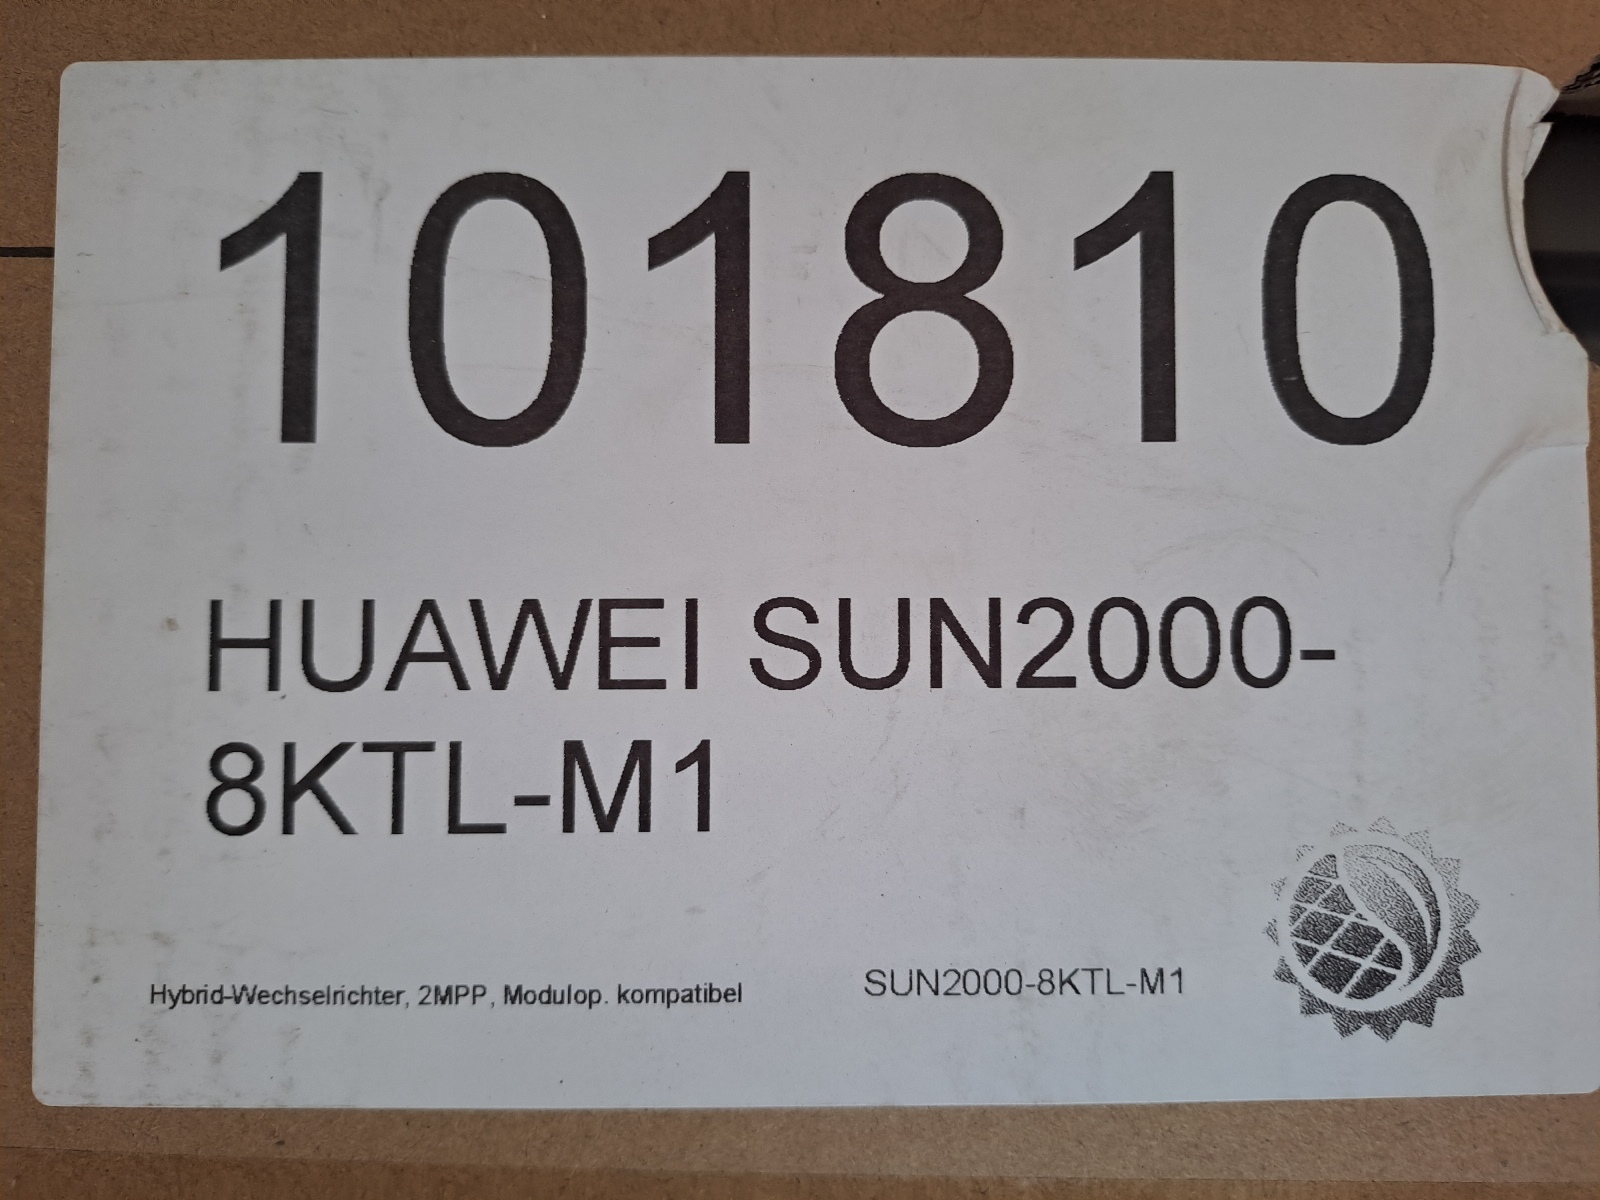 101810
HUAWEI SUN2000-
8KTL-M1
Hybrid-Wechselrichter, 2MPP, Modulop. kompatibel
SUN2000-8KTL-M1